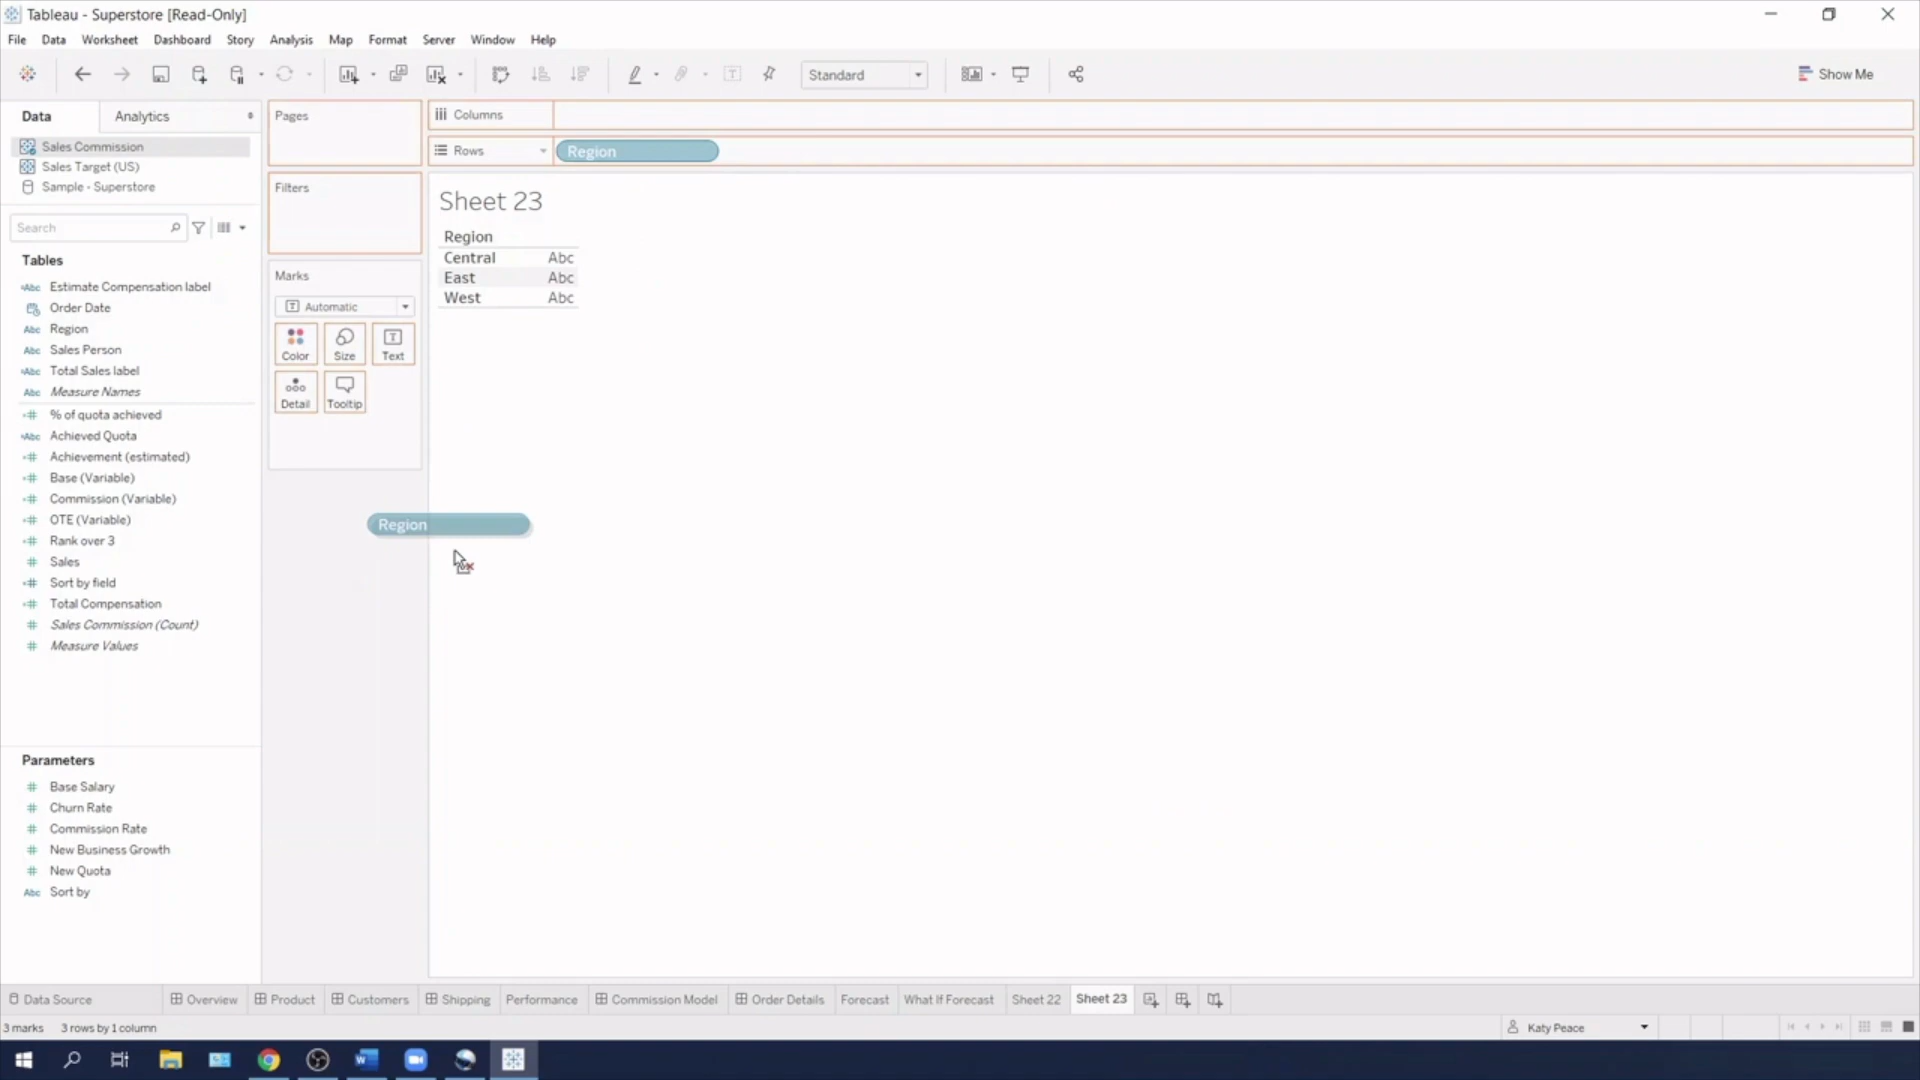 Tableau - Superstore [Read-Only]
File Data Worksheet Dashboard Story Analysis Map Format Server Window Help
Standard
Show Me
Data Analytics
Sales Commission
Sales Target (US)
Sample - Superstore
Search
Tables
Abc Estimate Compensation label
Order Date
Abc Region
Abc Sales Person
Abc Total Sales label
Abc Measure Names
# % of quota achieved
Abc Achieved Quota
# Achievement (estimated)
# Base (Variable)
# Commission (Variable)
# OTE (Variable)
# Rank over 3
# Sales
# Sort by field
# Total Compensation
# Sales Commission (Count)
# Measure Values
Parameters
# Base Salary
# Churn Rate
# Commission Rate
# New Business Growth
# New Quota
Abc Sort by
Pages
Filters
Marks
T Automatic
Color Size T Text
Detail Tooltip
Region
Columns
Rows Region
Sheet 23
Region
Central Abc
East Abc
West Abc
Data Source Overview Product Customers Shipping Performance Commission Model Order Details Forecast What If Forecast Sheet 22 Sheet 23
3 marks 3 rows by 1 column
Katy Peace